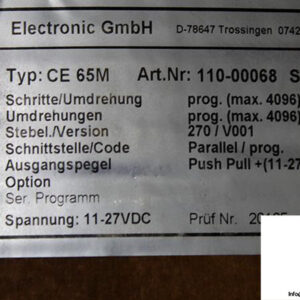 Electronic GmbH D-78647 Trossingen 0742
Typ: CE 65M Art.Nr: 110-00068 S
Schritte/Umdrehung prog. (max. 4096)
Umdrehungen prog. (max. 4096)
Stebel./Version 270 / V001
Schnittstelle/Code Parallel / prog.
Ausgangspegel Push Pull +(11-27
Option
Ser. Programm
Spannung: 11-27VDC Prüf Nr.